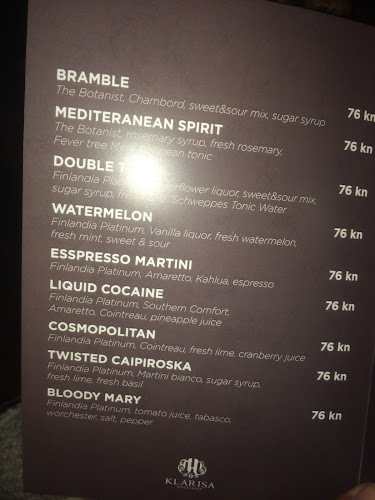 BRAMBLE
The Botanist, Chambord, sweet&sour mix, sugar syrup 76 kn
MEDITERANEAN SPIRIT
The Botanist, rosemary syrup, fresh rosemary, 76 kn
Fever tree tonic
DOUBLE
Finlandia liquor, sweet&sour mix, 76 kn
sugar syrup, Schweppes Tonic Water
WATERMELON
Finlandia Platinum, Vanilla liquor, fresh watermelon, 76 kn
fresh mint, sweet & sour
ESSPRESSO MARTINI
Finlandia Platinum, Amaretto, Kahlua, espresso 76 kn
LIQUID COCAINE
Finlandia Platinum, Southern Comfort, 76 kn
Amaretto, Cointreau, pineapple juice
COSMOPOLITAN
Finlandia Platinum, Cointreau, fresh lime, cranberry juice 76 kn
TWISTED CAIPIROSKA
Finlandia Platinum, Martini bianco, sugar syrup, 76 kn
fresh lime, fresh basil
BLOODY MARY
Finlandia Platinum, tomato juice, tabasco, 76 kn
worchester, salt, pepper
KLARISA